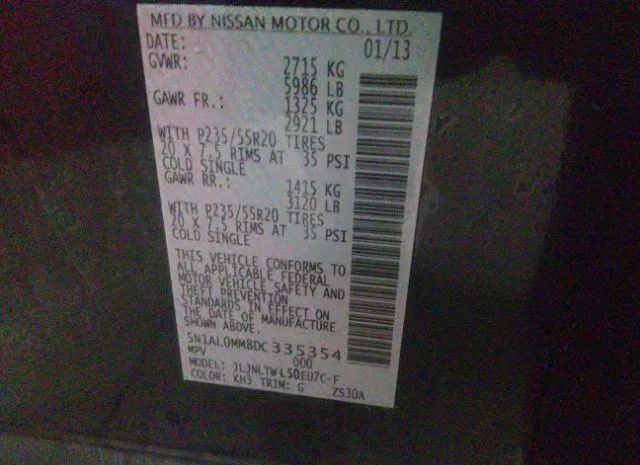 MFD BY NISSAN MOTOR CO., LTD.
DATE: 01/13
GVWR: 2715 KG
5986 LB
GAWR FR.: 1325 KG
2921 LB
WITH P235/55R20 TIRES
20 X 7.5 RIMS AT 35 PSI
COLD SINGLE
GAWR RR.: 1415 KG
3120 LB
WITH P235/55R20 TIRES
20 X 7.5 RIMS AT 35 PSI
COLD SINGLE
THIS VEHICLE CONFORMS TO
ALL APPLICABLE FEDERAL
MOTOR VEHICLE SAFETY AND
THEFT PREVENTION
STANDARDS IN EFFECT ON
THE DATE OF MANUFACTURE
SHOWN ABOVE.
5N1AL0MM8DC 335354
MPV 000
MODEL: JLJNLTWL50EU7C-F
COLOR: KH3 TRIM: G ZS30A